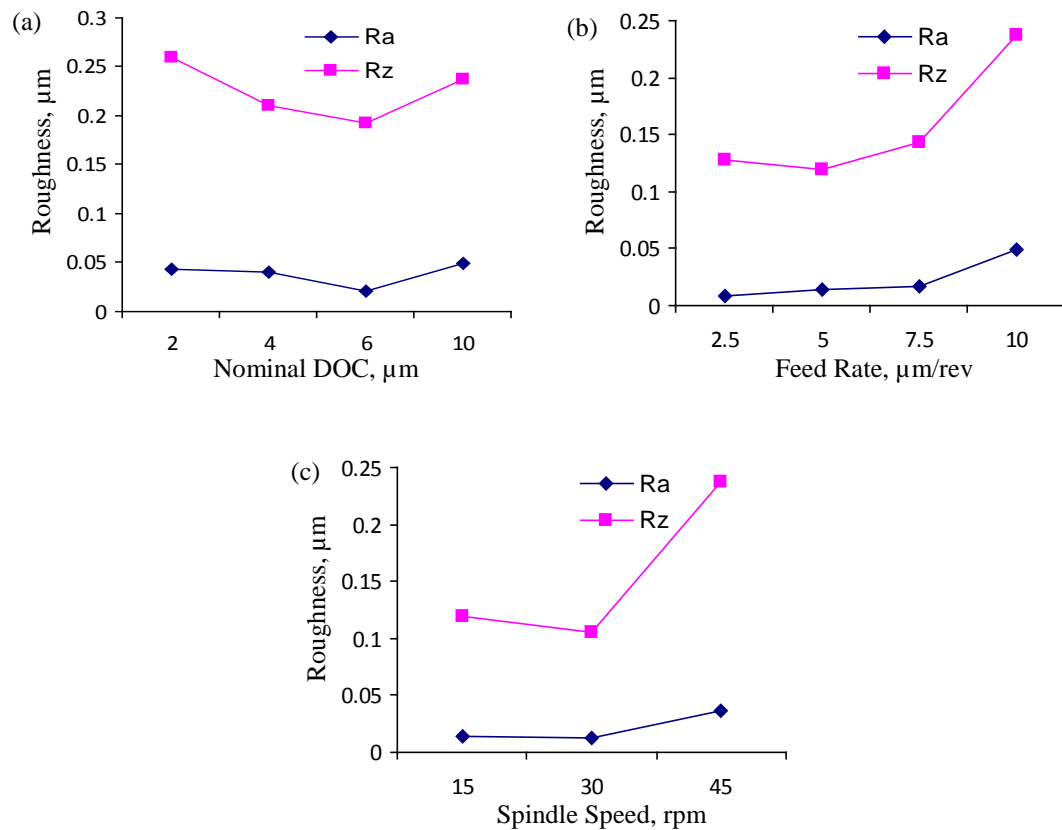 (a)
Roughness, µm
0.3
0.25
0.2
0.15
0.1
0.05
0
Ra
Rz
2 4 6 10
Nominal DOC, µm
(b)
Roughness, µm
0.25
0.2
0.15
0.1
0.05
0
Ra
Rz
2.5 5 7.5 10
Feed Rate, µm/rev
(c)
Roughness, µm
0.25
0.2
0.15
0.1
0.05
0
Ra
Rz
15 30 45
Spindle Speed, rpm